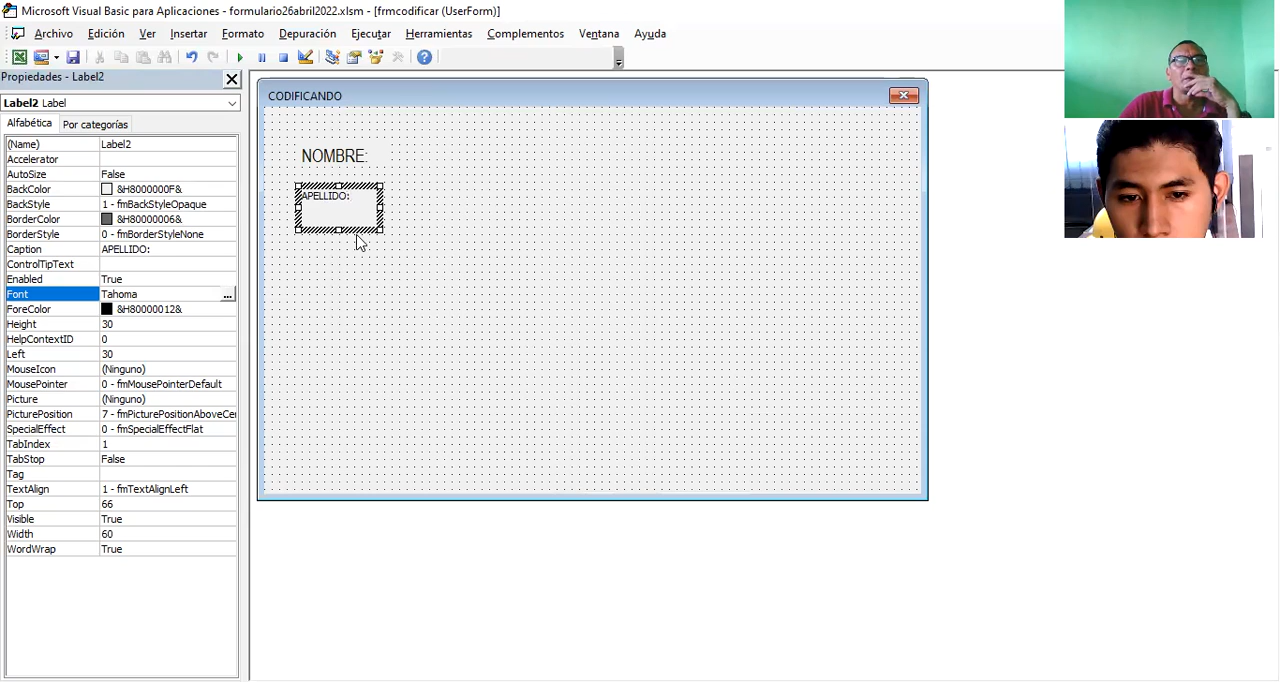 Microsoft Visual Basic para Aplicaciones - formulario26abril2022.xlsm - [frmcodificar (UserForm)]
Archivo Edición Ver Insertar Formato Depuración Ejecutar Herramientas Complementos Ventana Ayuda
Propiedades - Label2
Label2 Label
Alfabética Por categorías
(Name) Label2
Accelerator
AutoSize False
BackColor &H8000000F&
BackStyle 1 - fmBackStyleOpaque
BorderColor &H80000006&
BorderStyle 0 - fmBorderStyleNone
Caption APELLIDO:
ControlTipText
Enabled True
Font Tahoma ...
ForeColor &H80000012&
Height 30
HelpContextID 0
Left 30
MouseIcon (Ninguno)
MousePointer 0 - fmMousePointerDefault
Picture (Ninguno)
PicturePosition 7 - fmPicturePositionAboveCen
SpecialEffect 0 - fmSpecialEffectFlat
TabIndex 1
TabStop False
Tag
TextAlign 1 - fmTextAlignLeft
Top 66
Visible True
Width 60
WordWrap True
CODIFICANDO
NOMBRE:
APELLIDO: